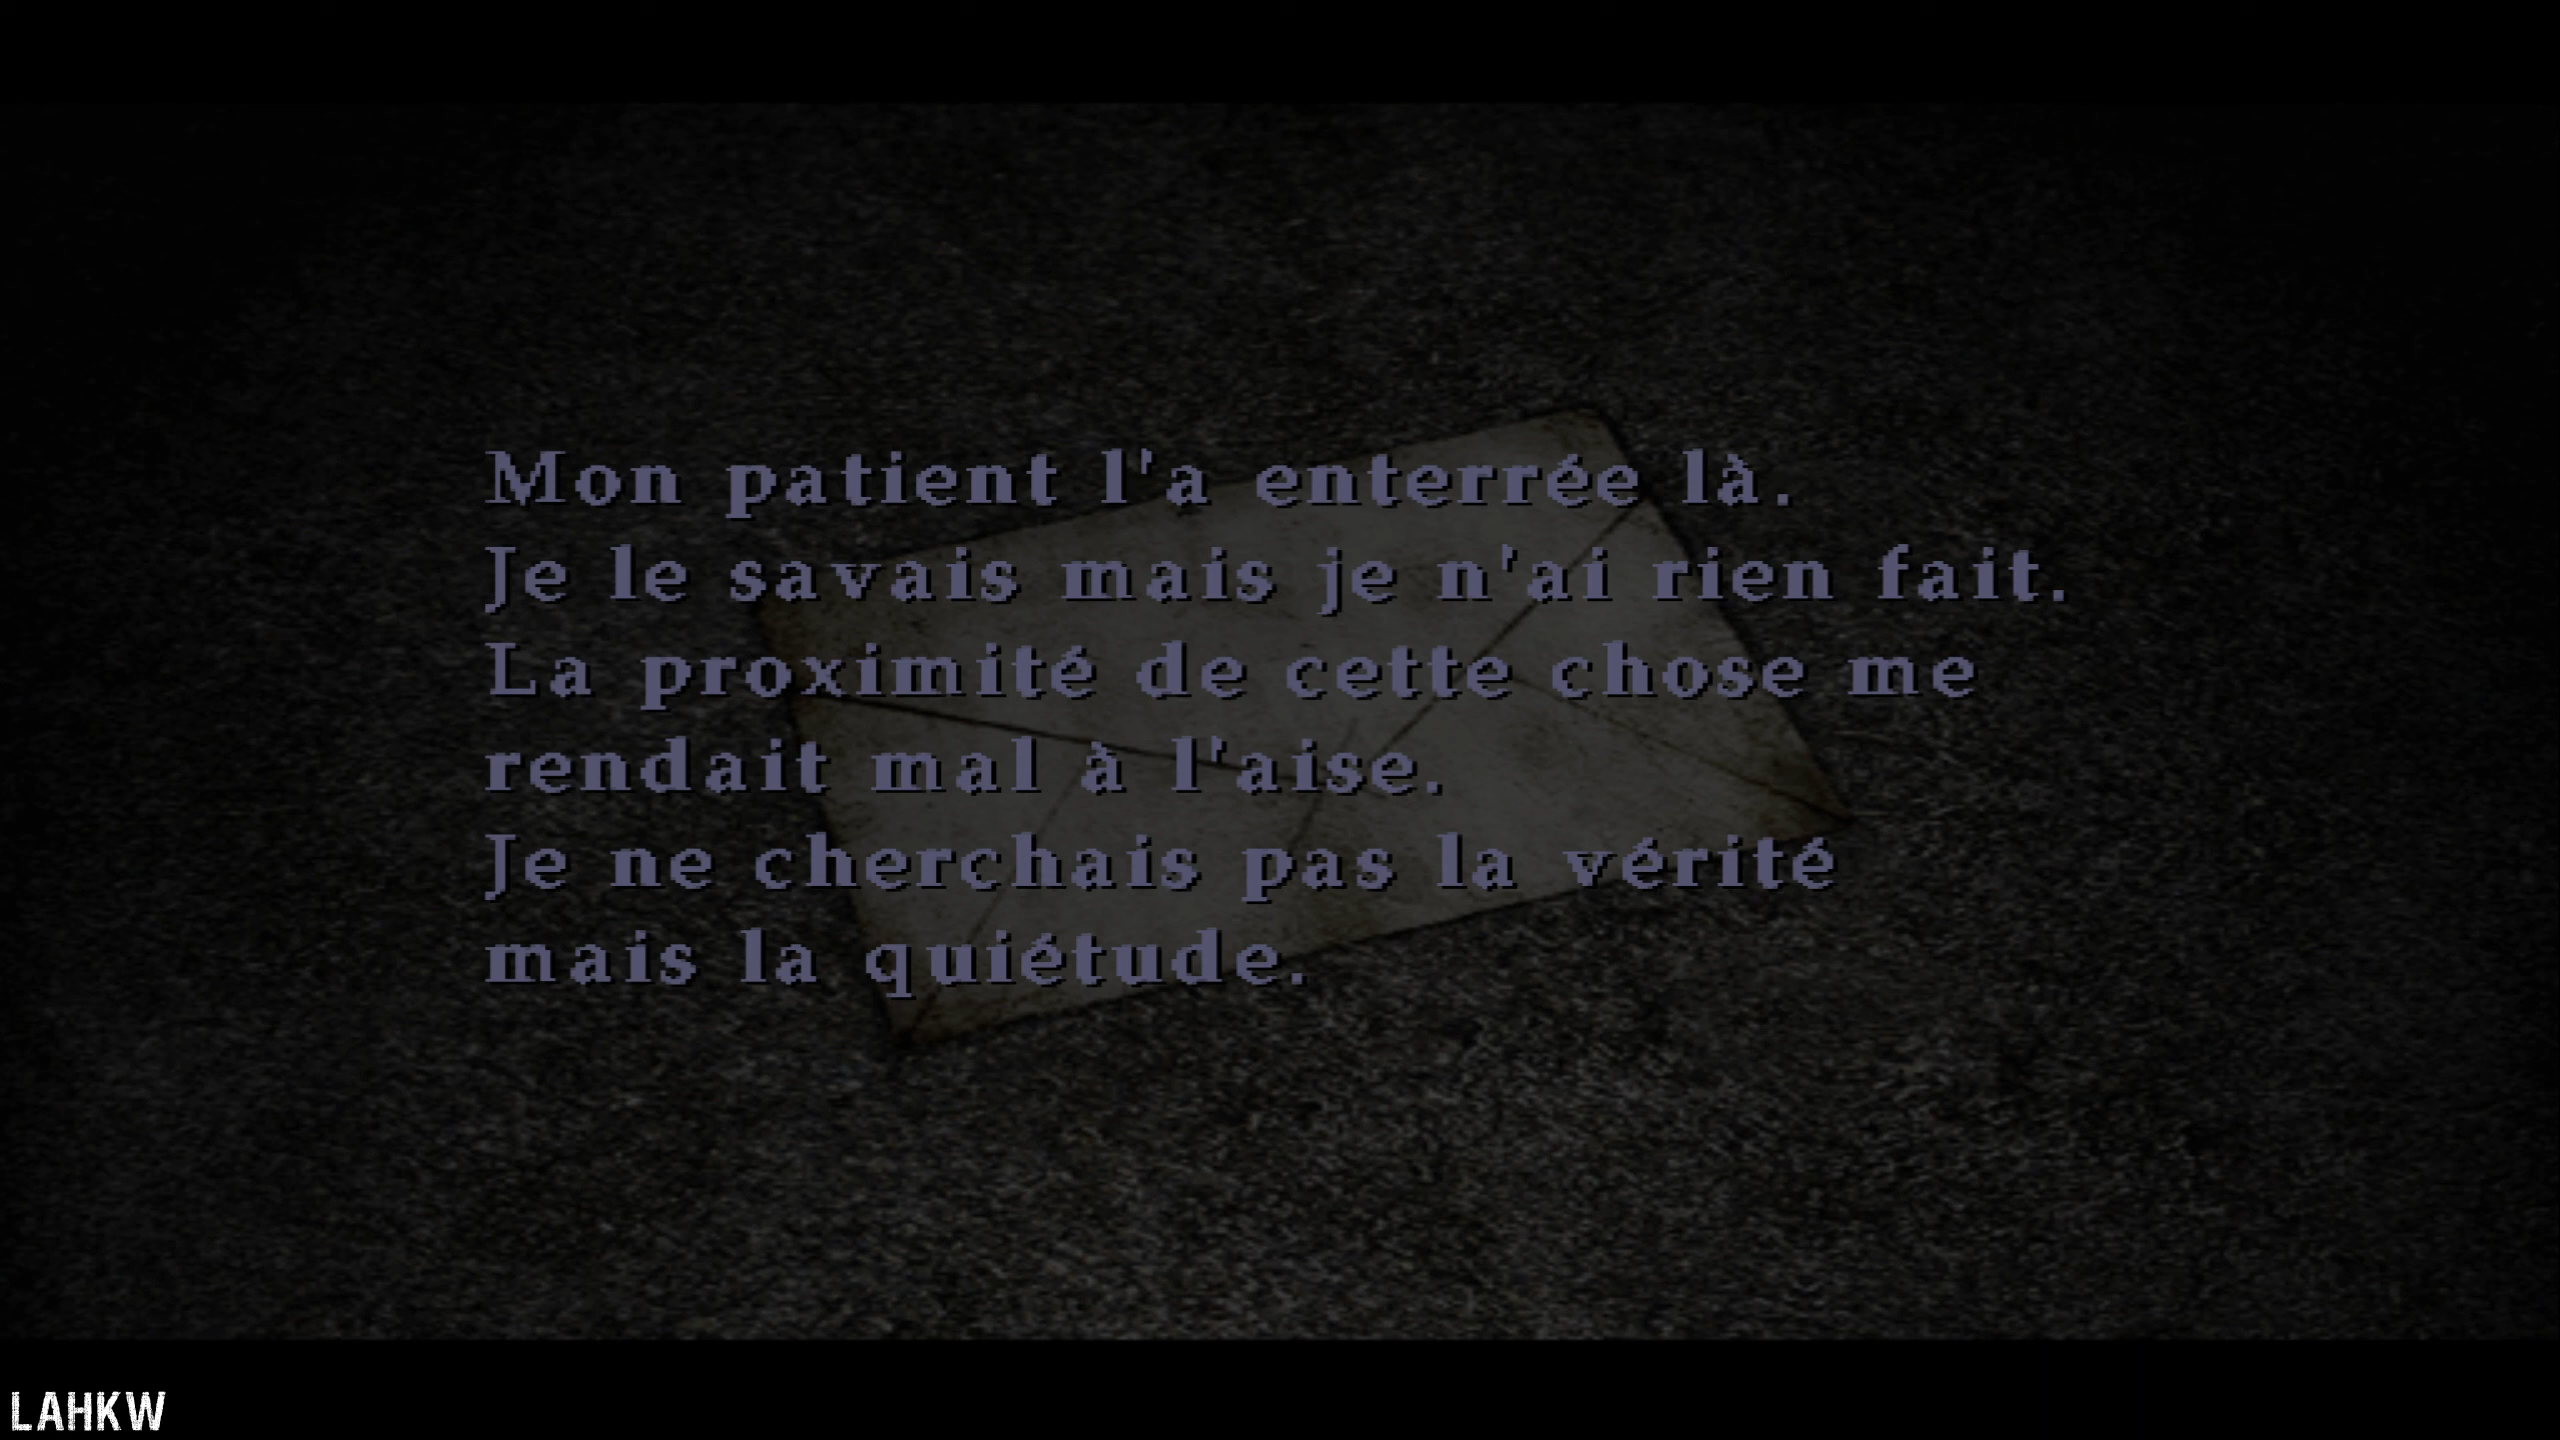 Mon patient l'a enterrée là.
Je le savais mais je n'ai rien fait.
La proximité de cette chose me
rendait mal à l'aise.
Je ne cherchais pas la vérité
mais la quiétude.
LAHKW